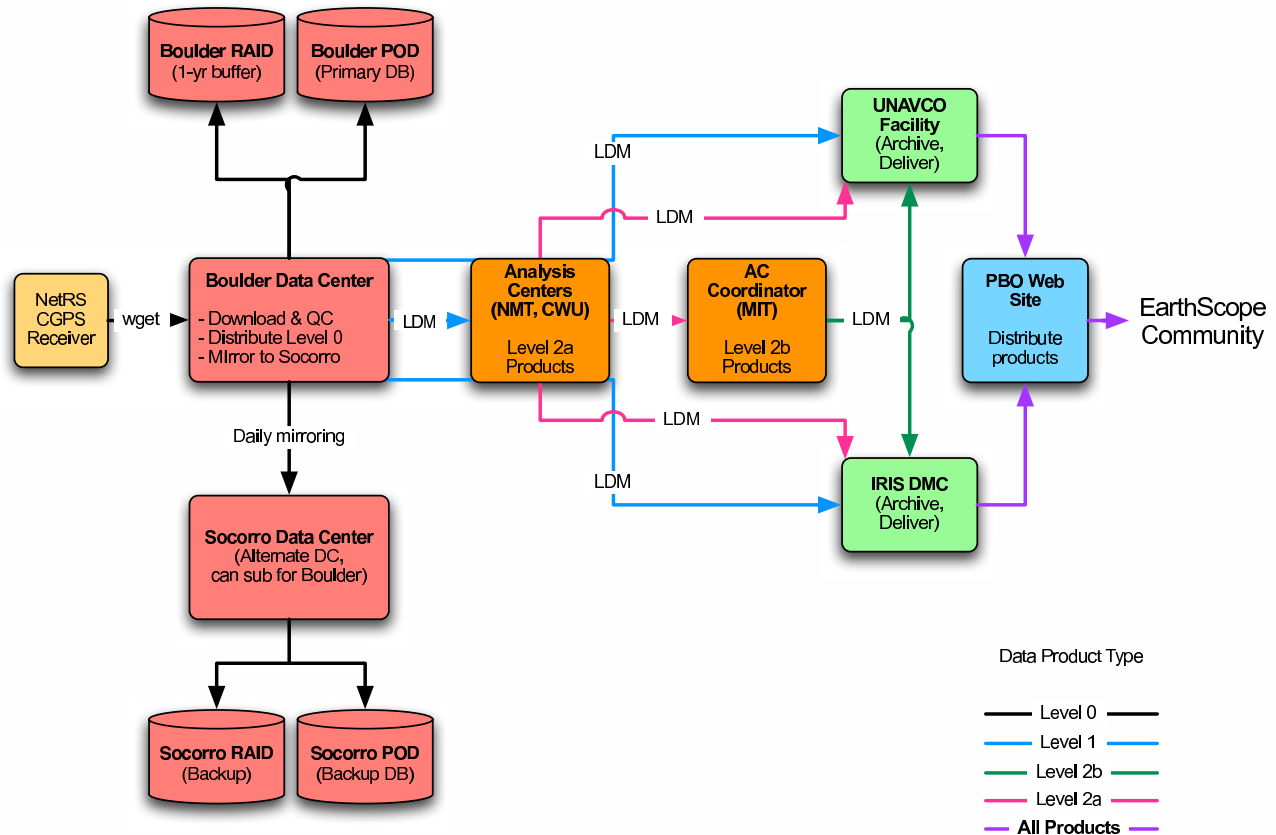 Boulder RAID
(1-yr buffer)
Boulder POD
(Primary DB)
UNAVCO
Facility
(Archive,
Deliver)
LDM
LDM
NetRS
CGPS
Receiver
wget
Boulder Data Center
- Download & QC
- Distribute Level 0
- MIrror to Socorro
LDM
Analysis
Centers
(NMT, CWU)
Level 2a
Products
LDM
AC
Coordinator
(MIT)
Level 2b
Products
LDM
PBO Web
Site
Distribute
products
EarthScope
Community
Daily mirroring
LDM
LDM
IRIS DMC
(Archive,
Deliver)
Socorro Data Center
(Alternate DC,
can sub for Boulder)
Socorro RAID
(Backup)
Socorro POD
(Backup DB)
Data Product Type
Level 0
Level 1
Level 2b
Level 2a
All Products